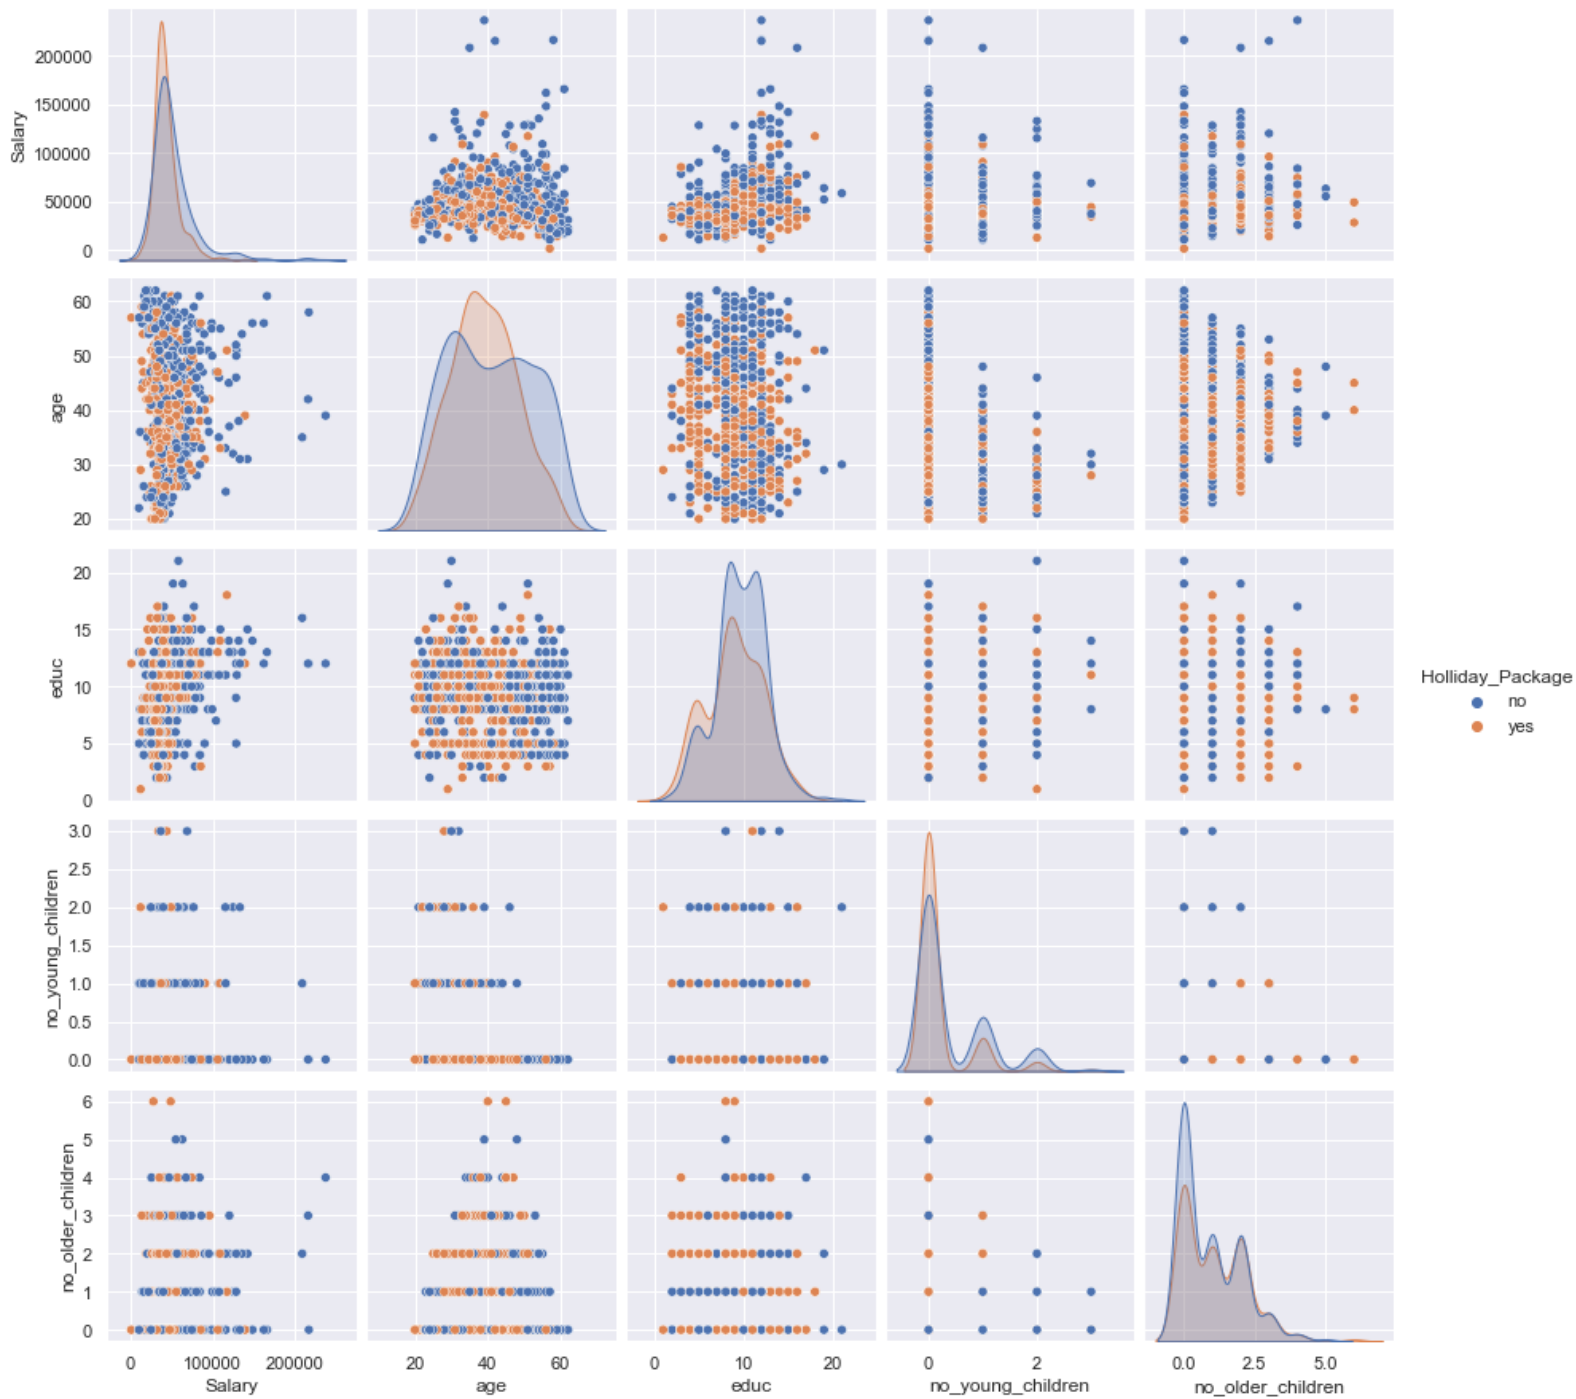 Salary
200000
150000
100000
50000
0
age
60
50
40
30
20
educ
20
15
10
5
0
Holliday_Package
no
yes
no_young_children
3.0
2.5
2.0
1.5
1.0
0.5
0.0
no_older_children
6
5
4
3
2
1
0
0 100000 200000 20 40 60 0 10 20 0 2 0.0 2.5 5.0
Salary age educ no_young_children no_older_children